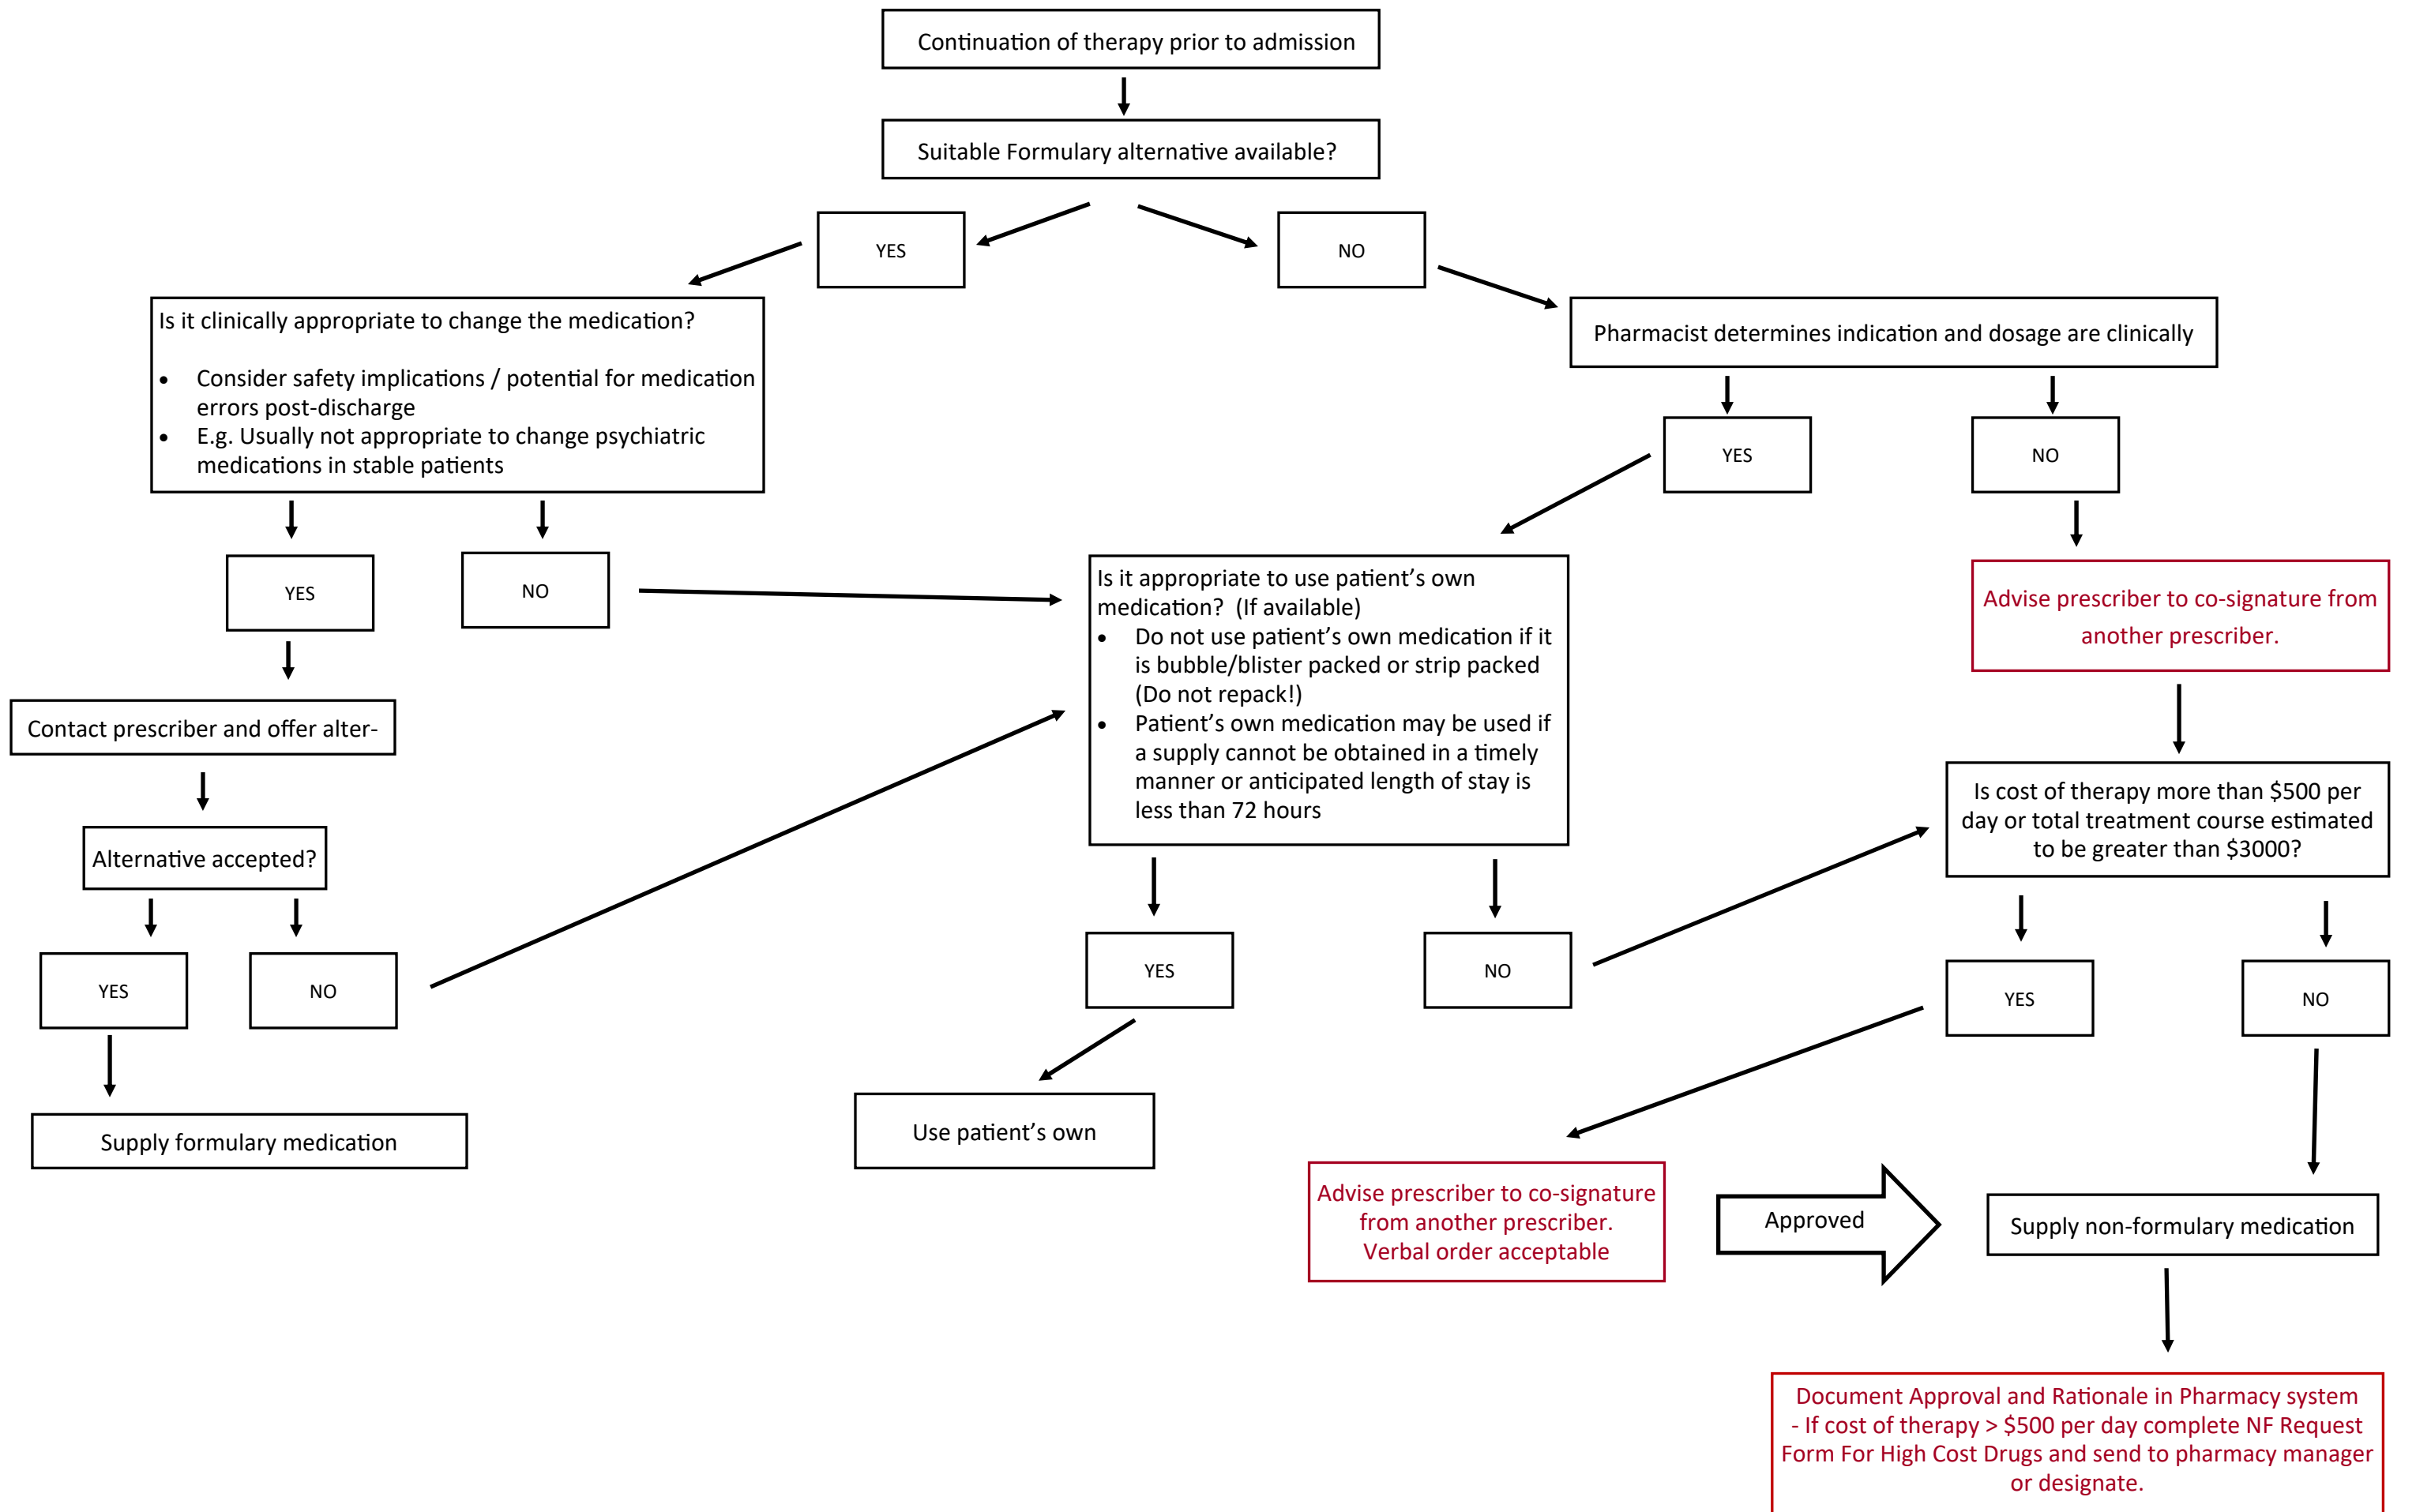 Continuation of therapy prior to admission
Suitable Formulary alternative available?
YES
NO
Is it clinically appropriate to change the medication?
• Consider safety implications / potential for medication
errors post-discharge
• E.g. Usually not appropriate to change psychiatric
medications in stable patients
Pharmacist determines indication and dosage are clinically
YES
NO
YES
NO
Is it appropriate to use patient’s own
medication? (If available)
• Do not use patient’s own medication if it
is bubble/blister packed or strip packed
(Do not repack!)
• Patient’s own medication may be used if
a supply cannot be obtained in a timely
manner or anticipated length of stay is
less than 72 hours
Advise prescriber to co-signature from
another prescriber.
Contact prescriber and offer alter-
Is cost of therapy more than $500 per
day or total treatment course estimated
to be greater than $3000?
Alternative accepted?
YES
NO
YES
NO
YES
NO
Supply formulary medication
Use patient’s own
Advise prescriber to co-signature
from another prescriber.
Verbal order acceptable
Approved
Supply non-formulary medication
Document Approval and Rationale in Pharmacy system
- If cost of therapy > $500 per day complete NF Request
Form For High Cost Drugs and send to pharmacy manager
or designate.